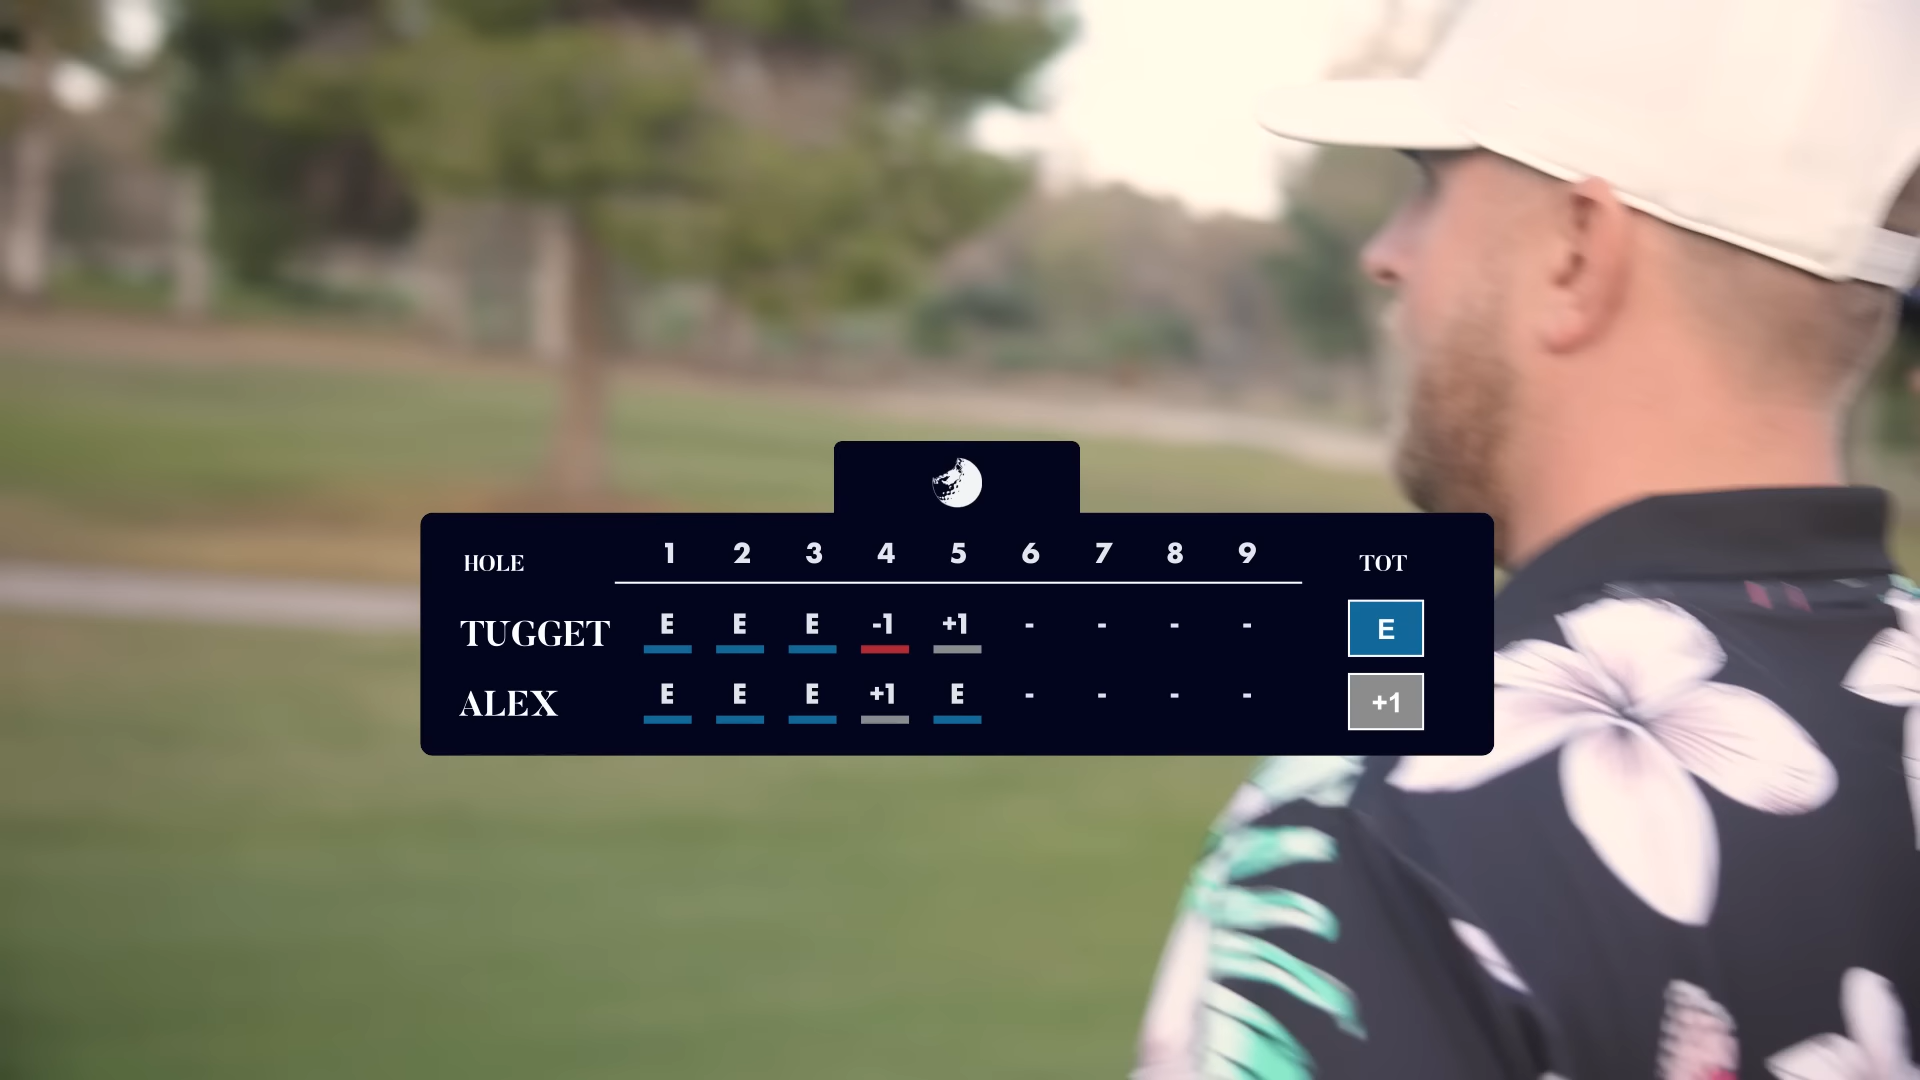 HOLE 1 2 3 4 5 6 7 8 9 TOT
TUGGET E E E -1 +1 - - - - E
ALEX E E E +1 E - - - - +1